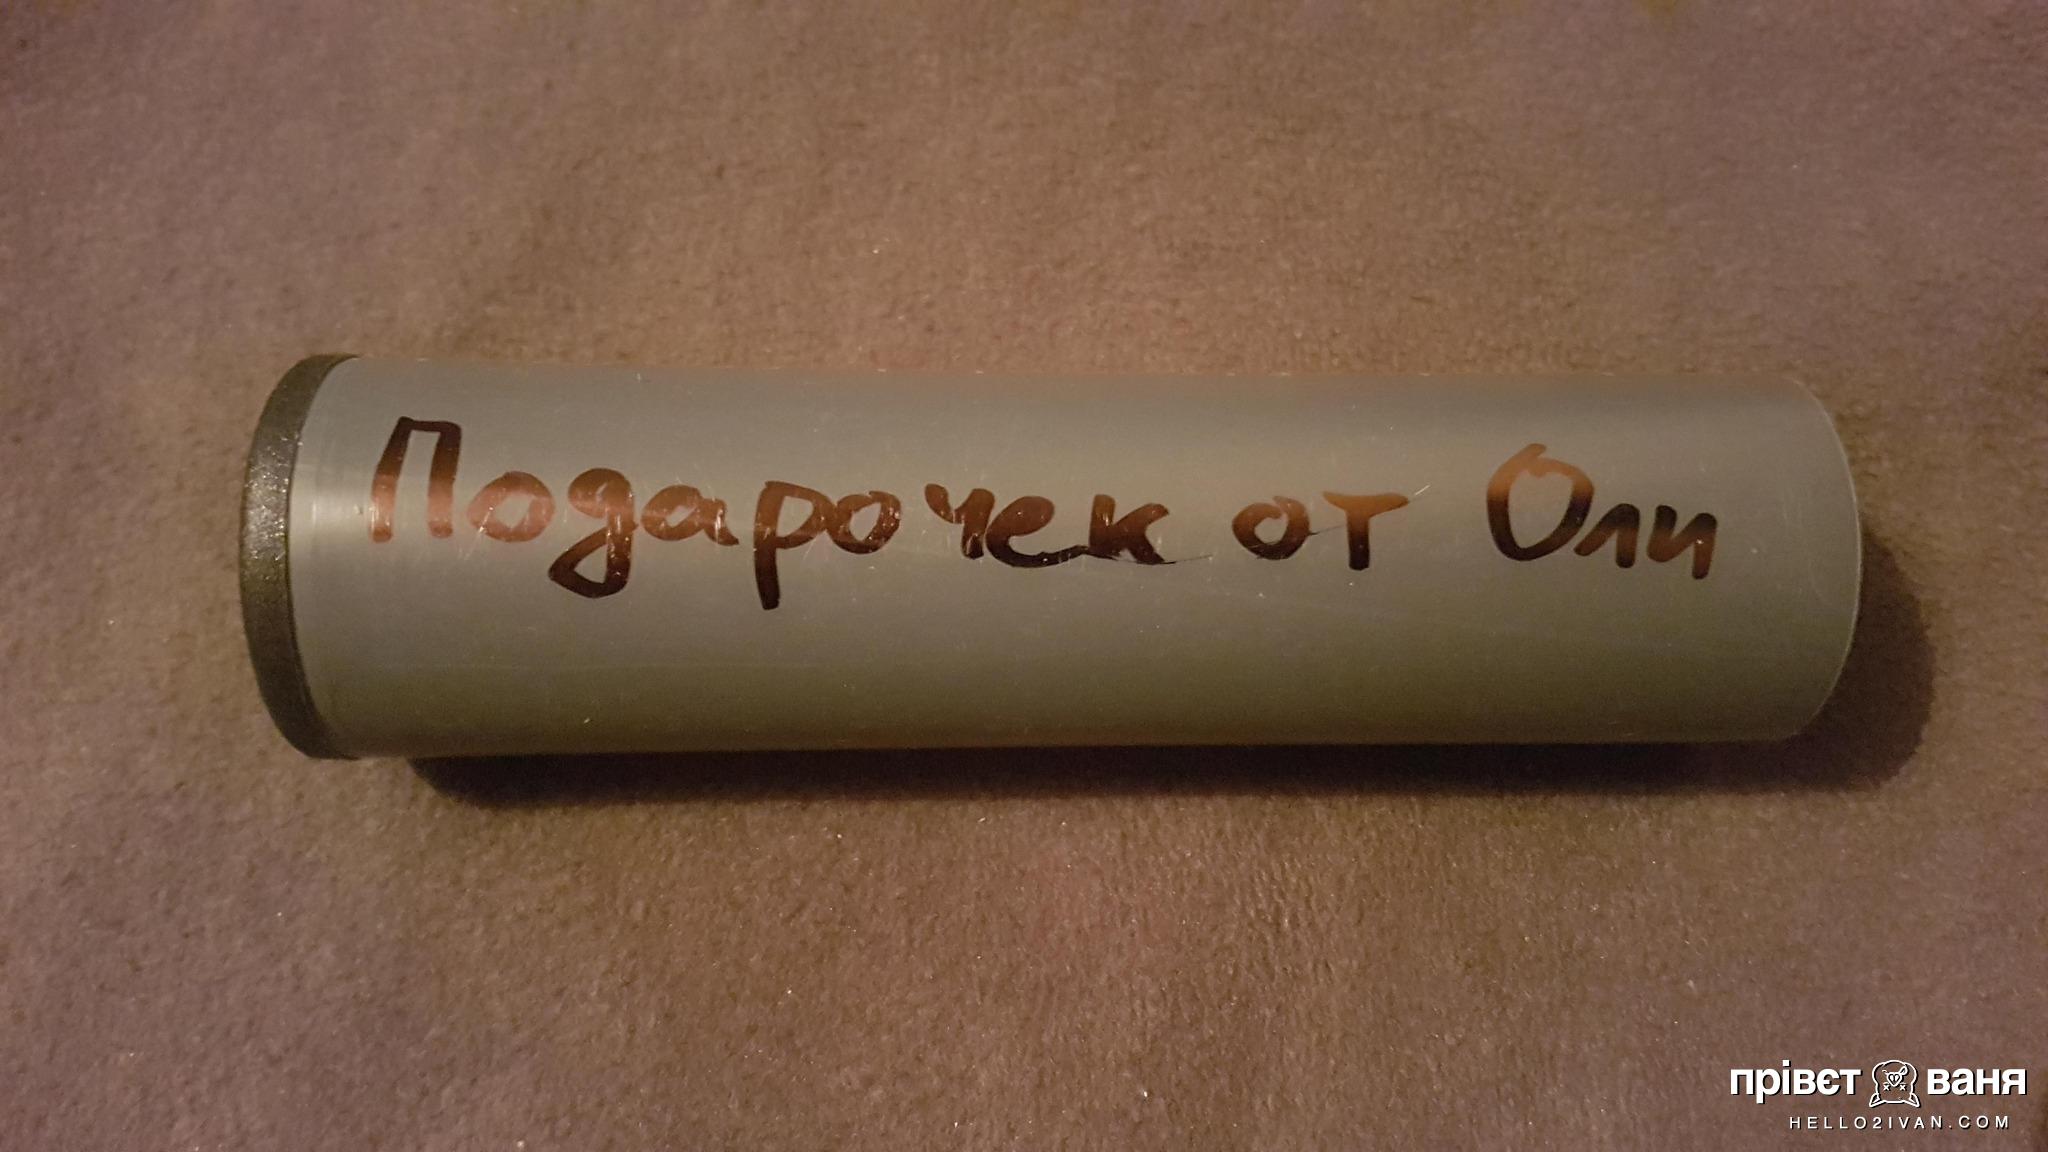 Подарочек от Оли
прівєт ваня
HELLO2IVAN.COM